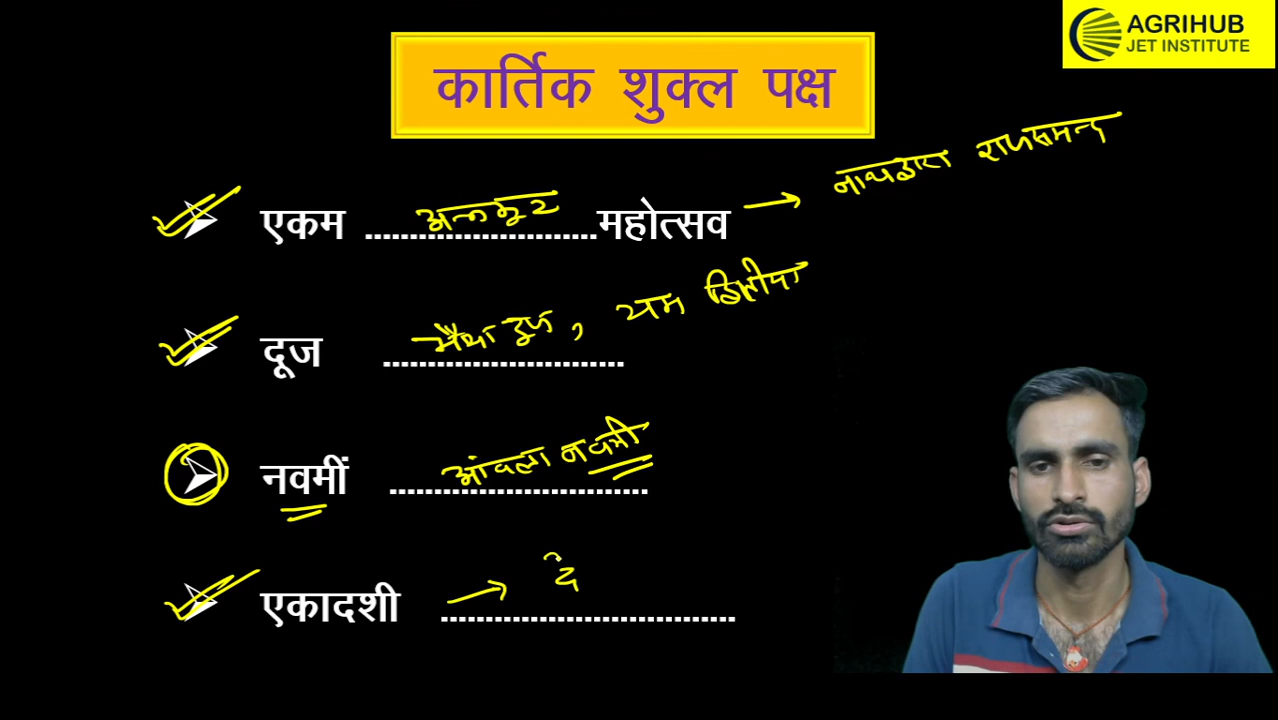 AGRIHUB
JET INSTITUTE
कार्तिक शुक्ल पक्ष
नाथद्वारा राजसमन्द
एकम ..........................महोत्सव →
अन्नकूट
दूज ...........................
भैया दूज, यम द्वितीया
नवमीं .............................
आंवला नवमी
एकादशी .................................
→ दे